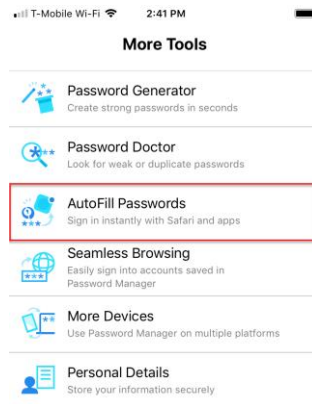 T-Mobile Wi-Fi 2:41 PM
More Tools
Password Generator
Create strong passwords in seconds
Password Doctor
Look for weak or duplicate passwords
AutoFill Passwords
Sign in instantly with Safari and apps
Seamless Browsing
Easily sign into accounts saved in
Password Manager
More Devices
Use Password Manager on multiple platforms
Personal Details
Store your information securely